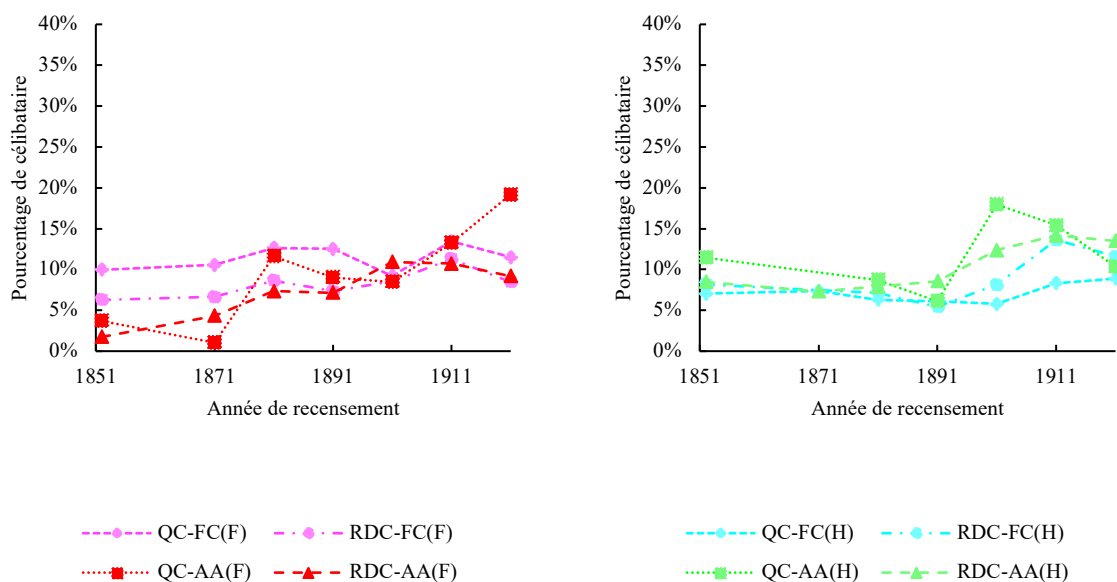 40%
35%
30%
25%
20%
15%
10%
5%
0%
Pourcentage de célibataire
1851 1871 1891 1911
Année de recensement
QC-FC(F) RDC-FC(F)
QC-AA(F) RDC-AA(F)
40%
35%
30%
25%
20%
15%
10%
5%
0%
Pourcentage de célibataire
1851 1871 1891 1911
Année de recensement
QC-FC(H) RDC-FC(H)
QC-AA(H) RDC-AA(H)